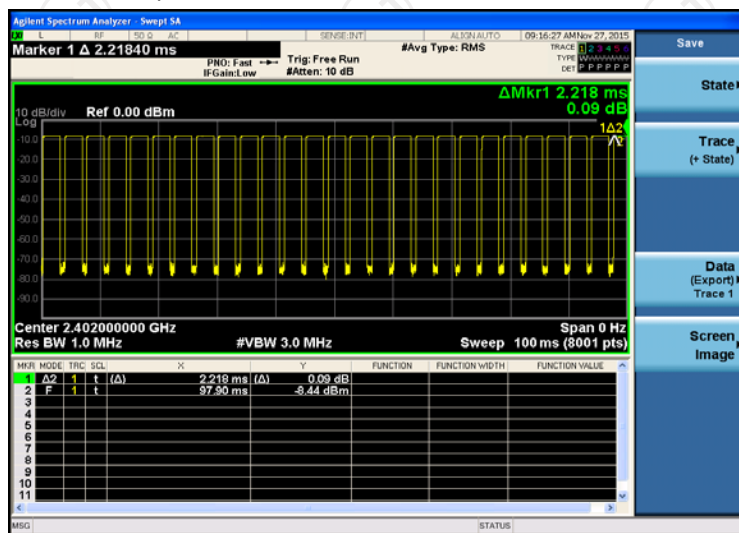 Agilent Spectrum Analyzer - Swept SA
LXI L RF 50 Ω AC SENSE:INT ALIGN AUTO 09:16:27 AM Nov 27, 2015
Marker 1 Δ 2.21840 ms #Avg Type: RMS TRACE 1 2 3 4 5 6
PNO: Fast Trig: Free Run TYPE WWWWWW
IFGain:Low #Atten: 10 dB DET P P P P P P
ΔMkr1 2.218 ms
10 dB/div Ref 0.00 dBm 0.09 dB
Log
1Δ2
-10.0
-20.0
-30.0
-40.0
-50.0
-60.0
-70.0
-80.0
-90.0
Center 2.402000000 GHz Span 0 Hz
Res BW 1.0 MHz #VBW 3.0 MHz Sweep 100 ms (8001 pts)
MKR MODE TRC SCL X Y FUNCTION FUNCTION WIDTH FUNCTION VALUE
1 Δ2 1 t (Δ) 2.218 ms (Δ) 0.09 dB
2 F 1 t 97.90 ms -8.44 dBm
3
4
5
6
7
8
9
10
11
MSG STATUS
Save
State
Trace
(+ State)
Data
(Export)
Trace 1
Screen
Image